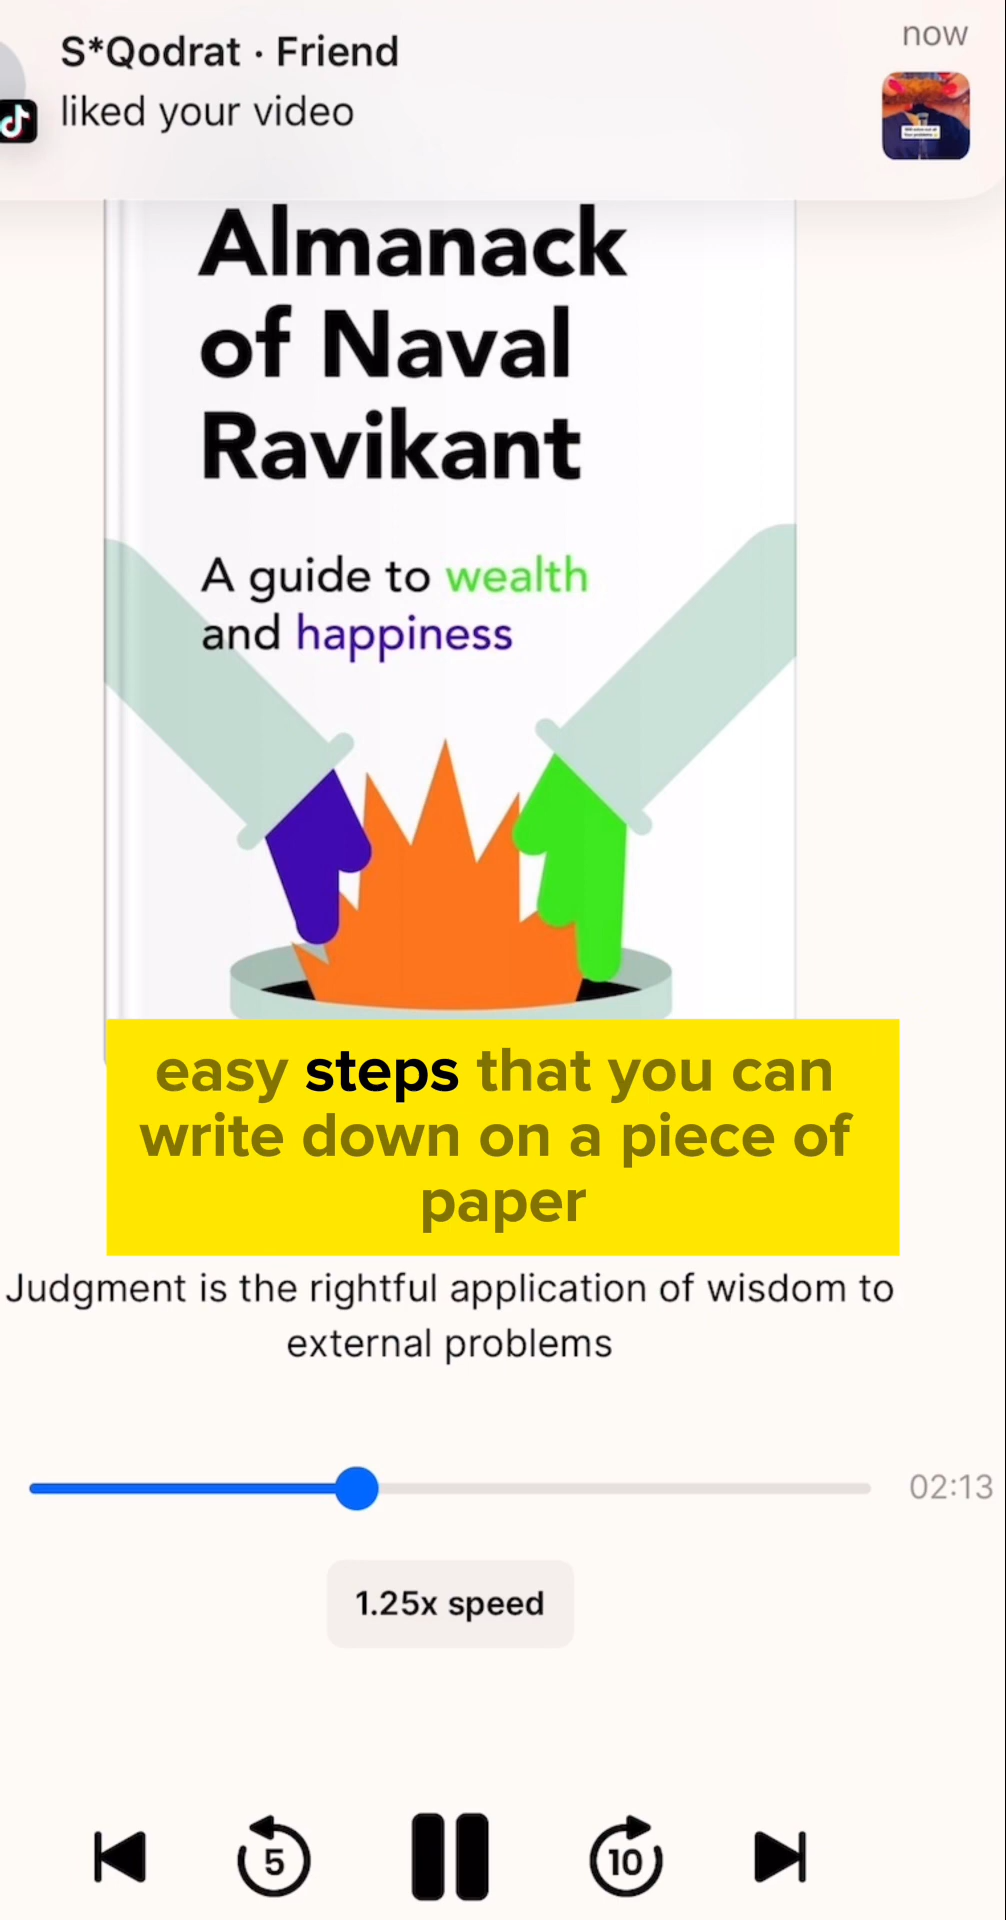 S*Qodrat · Friend
now
liked your video
Almanack
of Naval
Ravikant
A guide to wealth
and happiness
easy steps that you can
write down on a piece of
paper
Judgment is the rightful application of wisdom to
external problems
02:13
1.25x speed
5
10